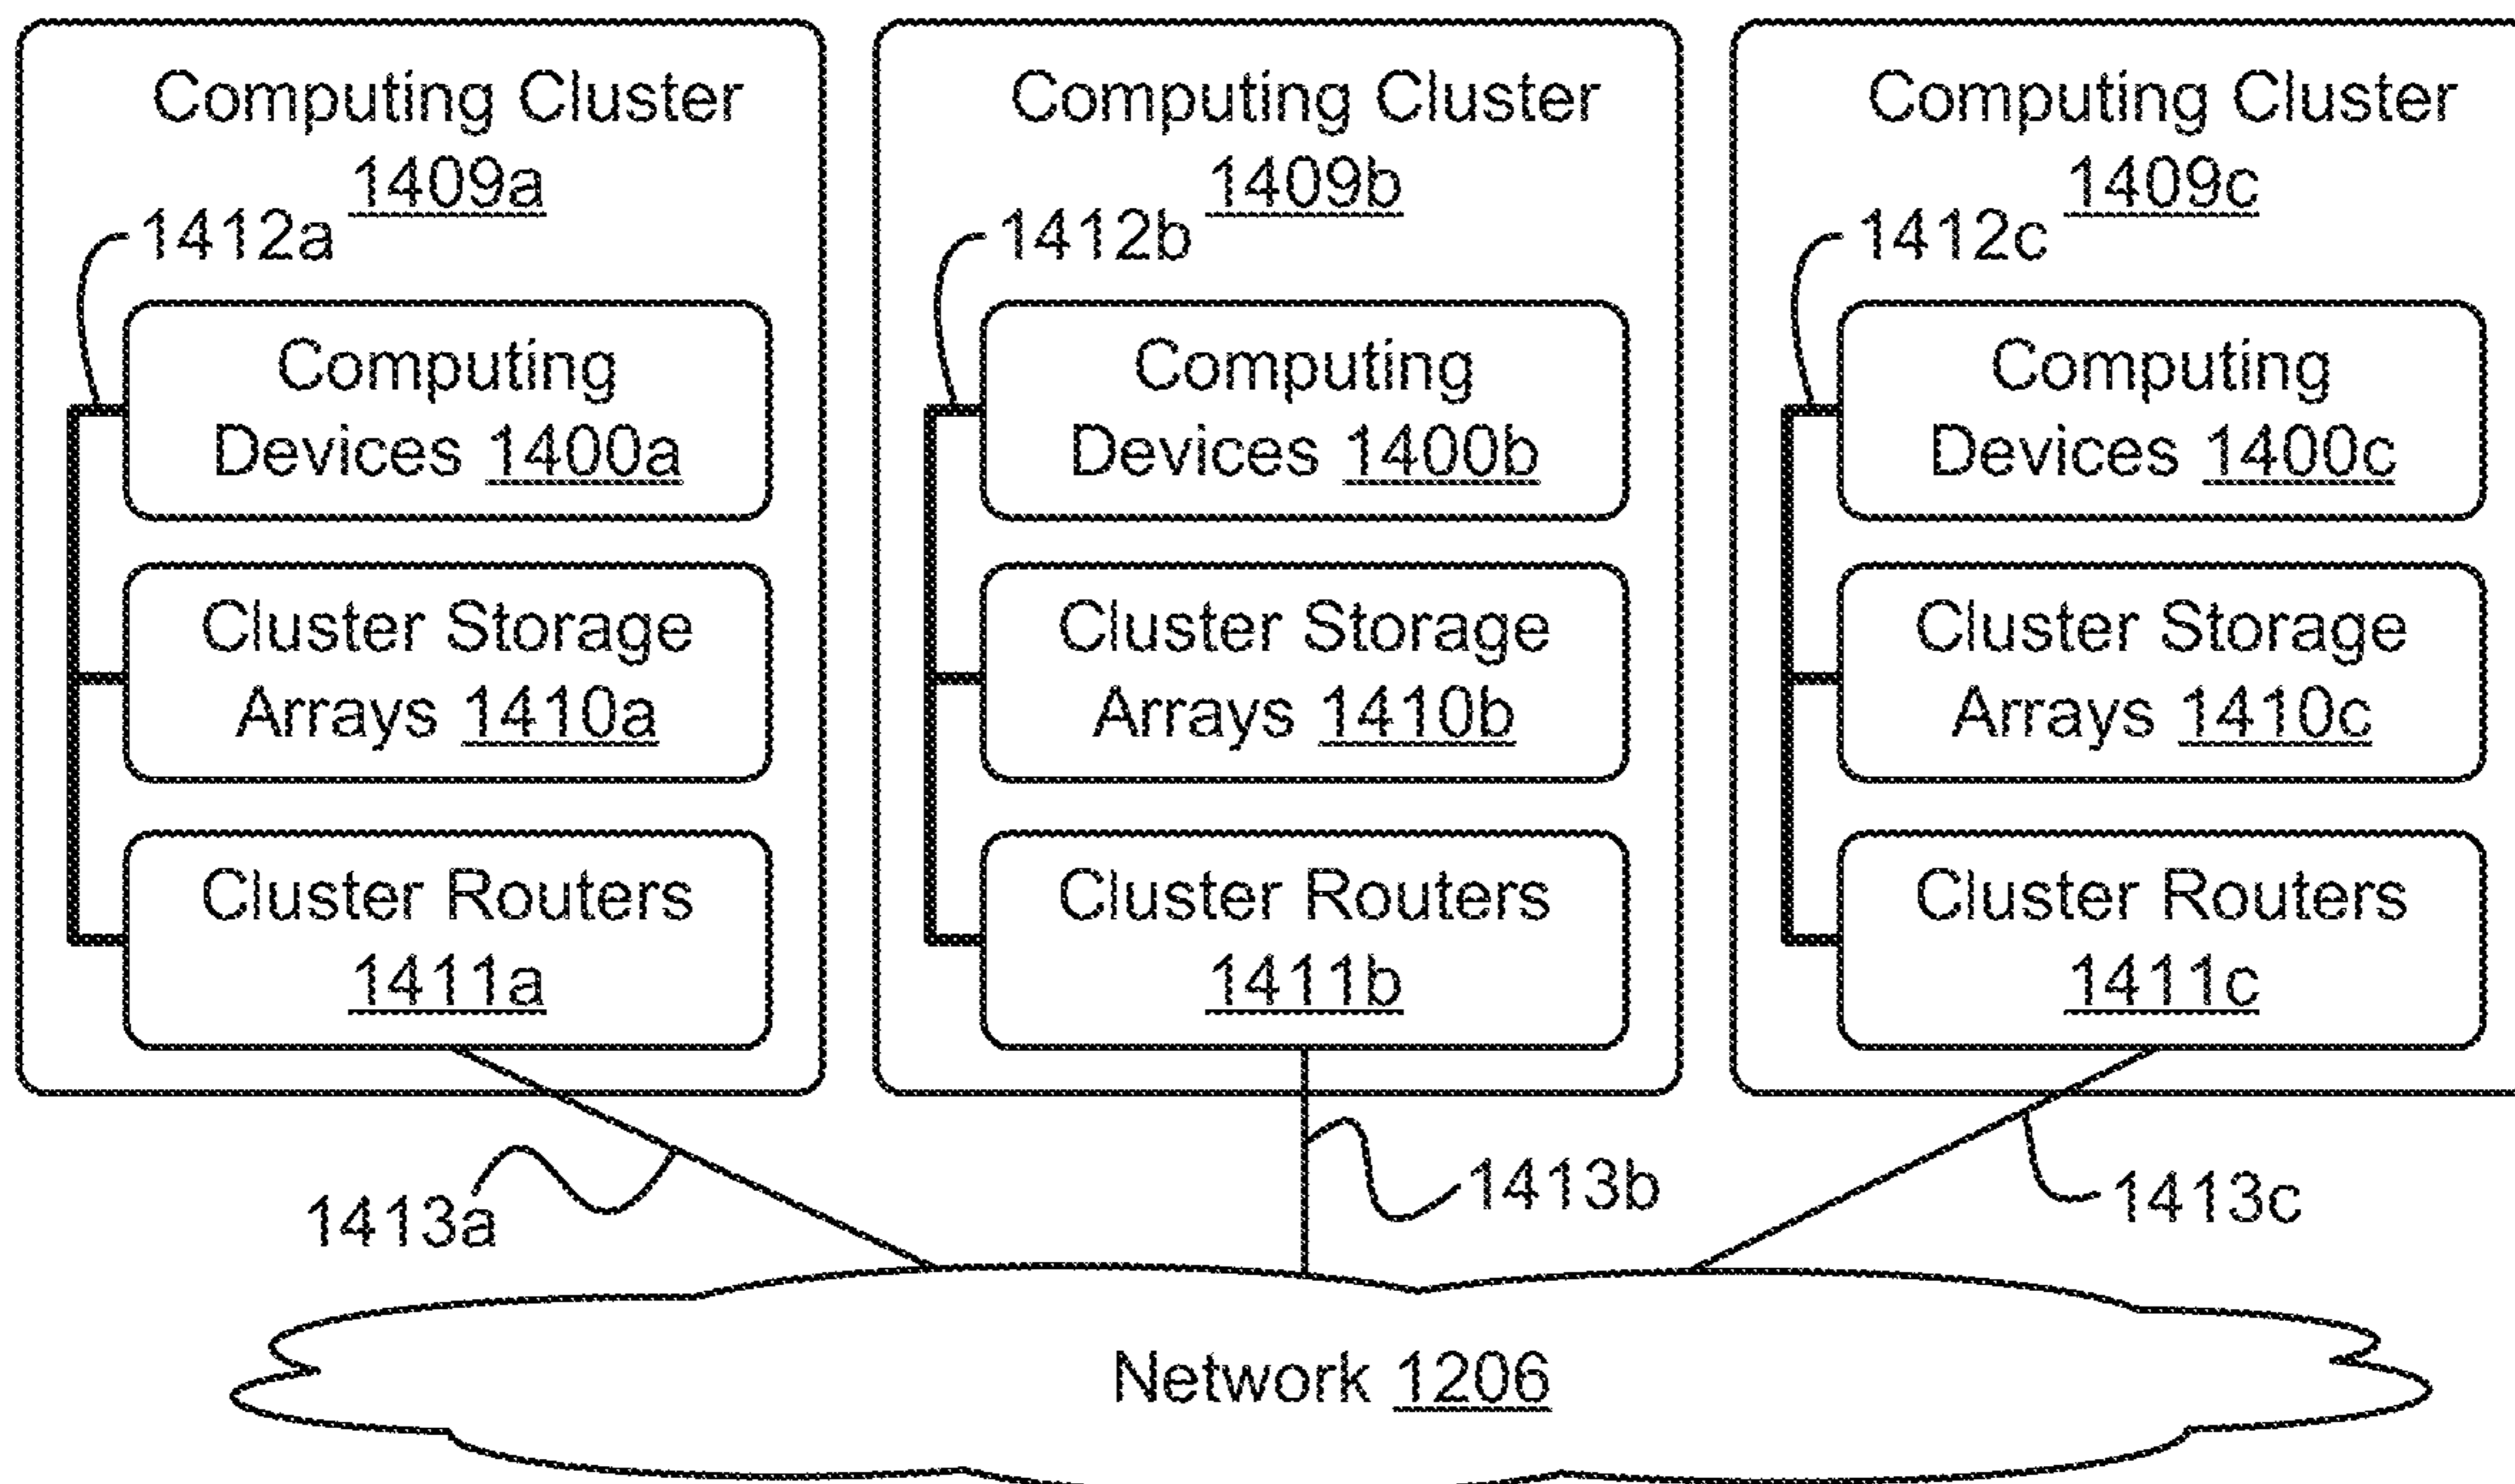 Computing Cluster
1409a
1412a
Computing
Devices 1400a
Cluster Storage
Arrays 1410a
Cluster Routers
1411a
Computing Cluster
1409b
1412b
Computing
Devices 1400b
Cluster Storage
Arrays 1410b
Cluster Routers
1411b
Computing Cluster
1409c
1412c
Computing
Devices 1400c
Cluster Storage
Arrays 1410c
Cluster Routers
1411c
1413a
1413b
1413c
Network 1206